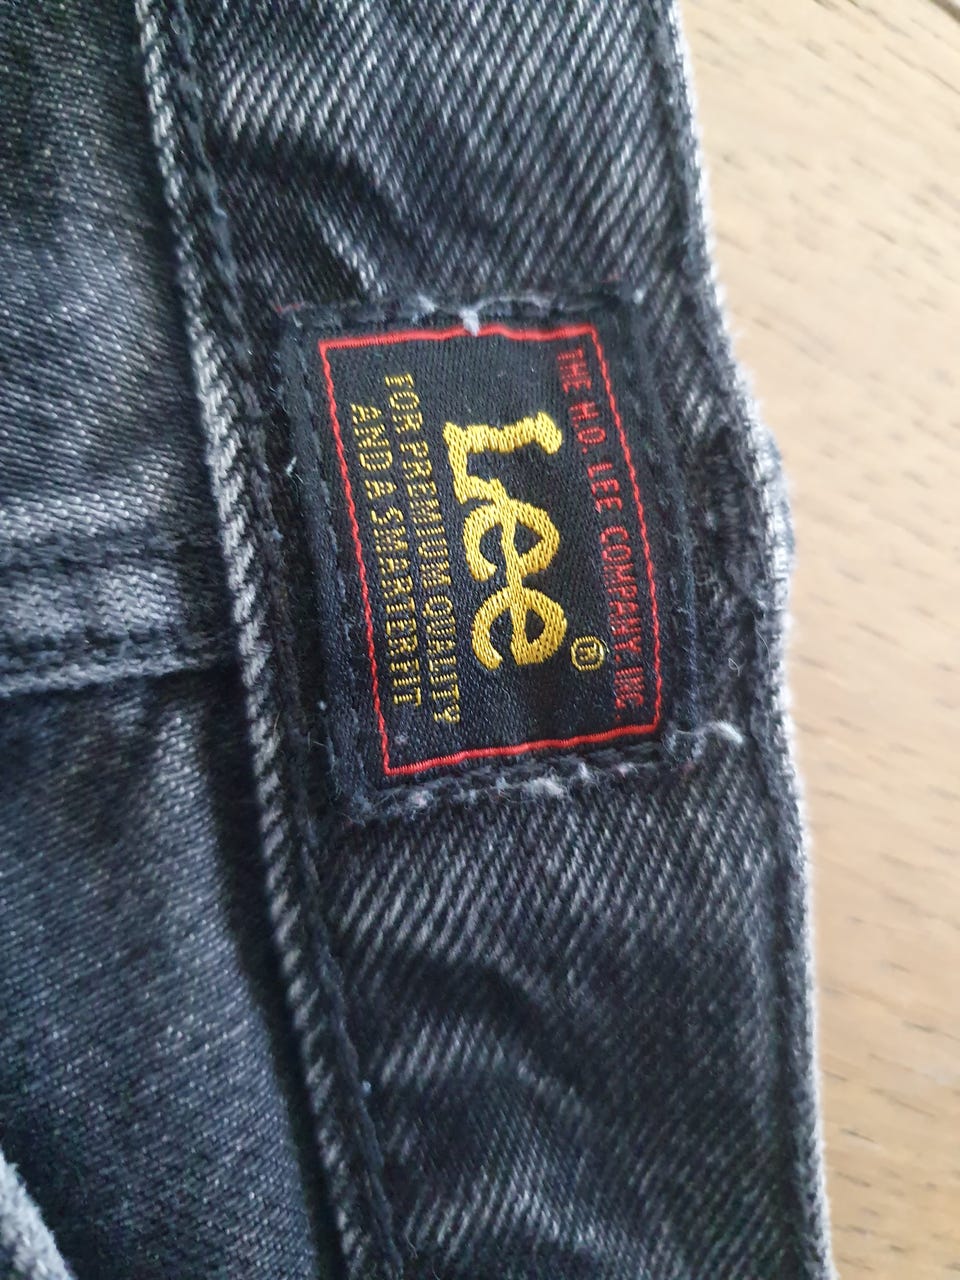 THE H.D. LEE COMPANY, INC.
Lee®
FOR PREMIUM QUALITY
AND A SMARTER FIT